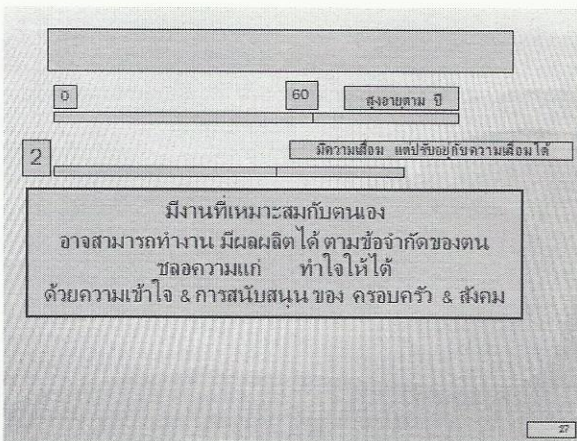 0
60
สูงอายุตาม ปี
2
มีความเสื่อม แต่ปรับอยู่กับความเสื่อมได้
มีงานที่เหมาะสมกับตนเอง
อาจสามารถทำงาน มีผลผลิตได้ ตามข้อจำกัดของตน
ชลอความแก่ ทำใจให้ได้
ด้วยความเข้าใจ & การสนับสนุน ของ ครอบครัว & สังคม
27